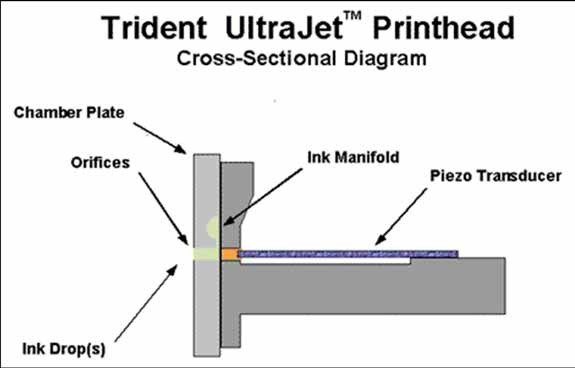 Trident UltraJet™ Printhead
Cross-Sectional Diagram
Chamber Plate
Orifices
Ink Manifold
Piezo Transducer
Ink Drop(s)